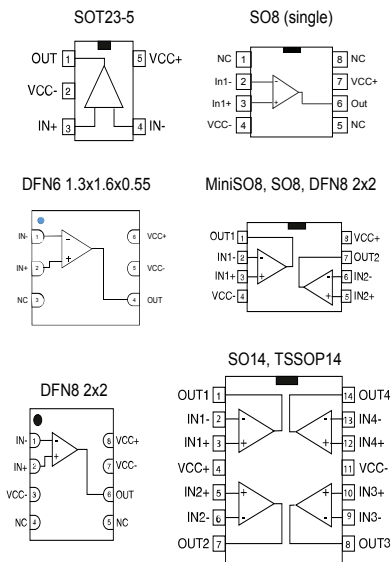 SOT23-5
OUT 1 5 VCC+
VCC- 2
IN+ 3 4 IN-
SO8 (single)
NC 1 8 NC
In1- 2 - 7 VCC+
In1+ 3 + 6 Out
VCC- 4 5 NC
DFN6 1.3x1.6x0.55
IN- 1 - 6 VCC+
IN+ 2 + 5 VCC-
NC 3 4 OUT
MiniSO8, SO8, DFN8 2x2
OUT1 1 8 VCC+
IN1- 2 - 7 OUT2
IN1+ 3 + - 6 IN2-
VCC- 4 + 5 IN2+
DFN8 2x2
IN- 1 - 8 VCC+
IN+ 2 + 7 VCC-
VCC- 3 6 OUT
NC 4 5 NC
SO14, TSSOP14
OUT1 1 14 OUT4
IN1- 2 - - 13 IN4-
IN1+ 3 + + 12 IN4+
VCC+ 4 11 VCC-
IN2+ 5 + + 10 IN3+
IN2- 6 - - 9 IN3-
OUT2 7 8 OUT3